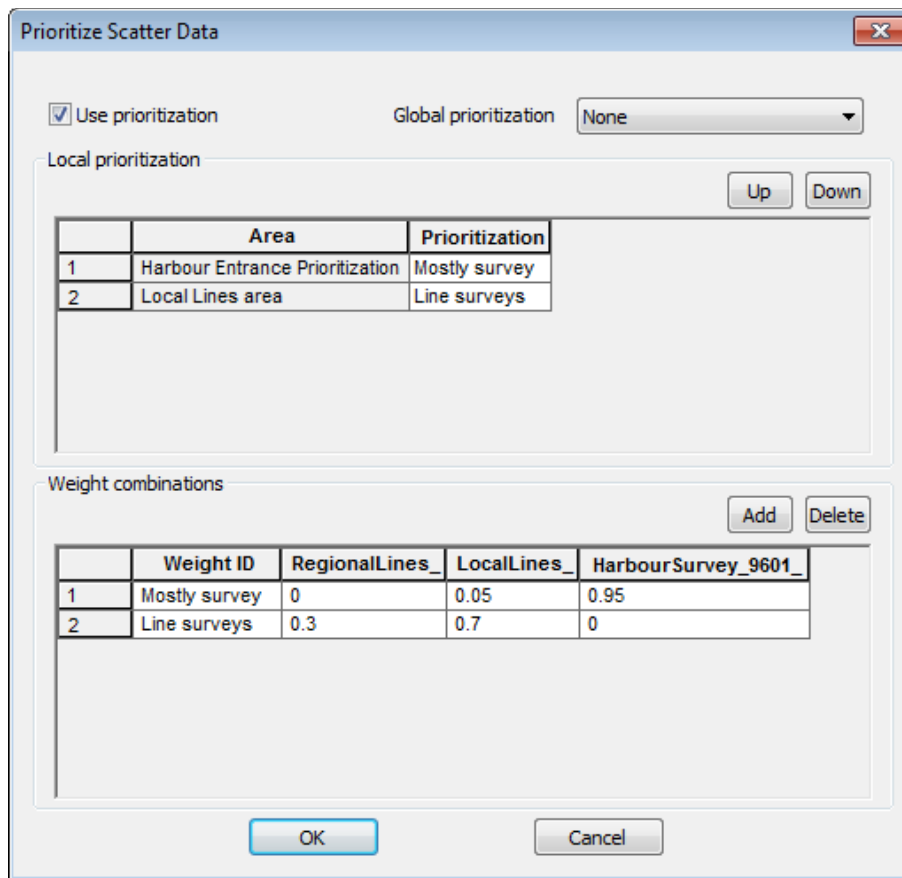 Prioritize Scatter Data
Use prioritization Global prioritization None
Local prioritization
Up Down
Area Prioritization
1 Harbour Entrance Prioritization Mostly survey
2 Local Lines area Line surveys
Weight combinations
Add Delete
Weight ID RegionalLines_ LocalLines_ HarbourSurvey_9601_
1 Mostly survey 0 0.05 0.95
2 Line surveys 0.3 0.7 0
OK Cancel